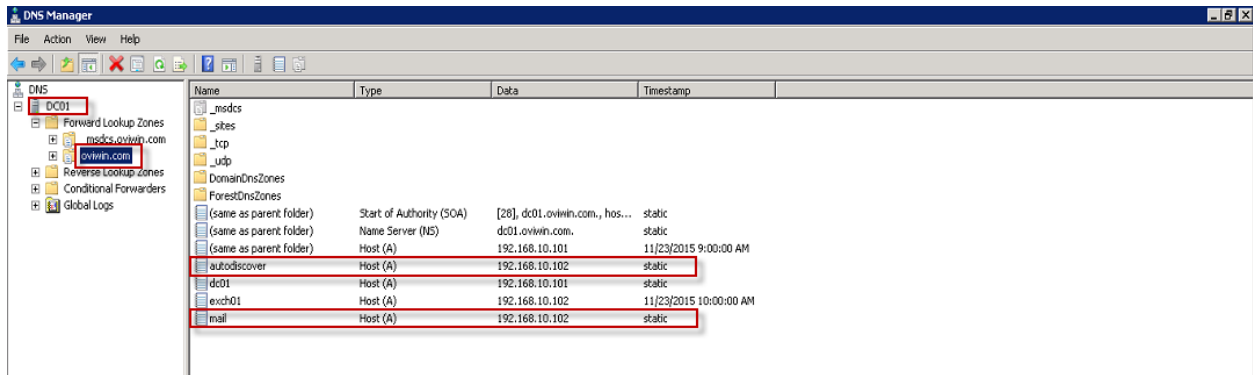 DNS Manager
File Action View Help
DNS
DC01
Forward Lookup Zones
_msdcs.oviwin.com
oviwin.com
Reverse Lookup Zones
Conditional Forwarders
Global Logs
Name Type Data Timestamp
_msdcs
_sites
_tcp
_udp
DomainDnsZones
ForestDnsZones
(same as parent folder) Start of Authority (SOA) [28], dc01.oviwin.com., hos... static
(same as parent folder) Name Server (NS) dc01.oviwin.com. static
(same as parent folder) Host (A) 192.168.10.101 11/23/2015 9:00:00 AM
autodiscover Host (A) 192.168.10.102 static
dc01 Host (A) 192.168.10.101 static
exch01 Host (A) 192.168.10.102 11/23/2015 10:00:00 AM
mail Host (A) 192.168.10.102 static